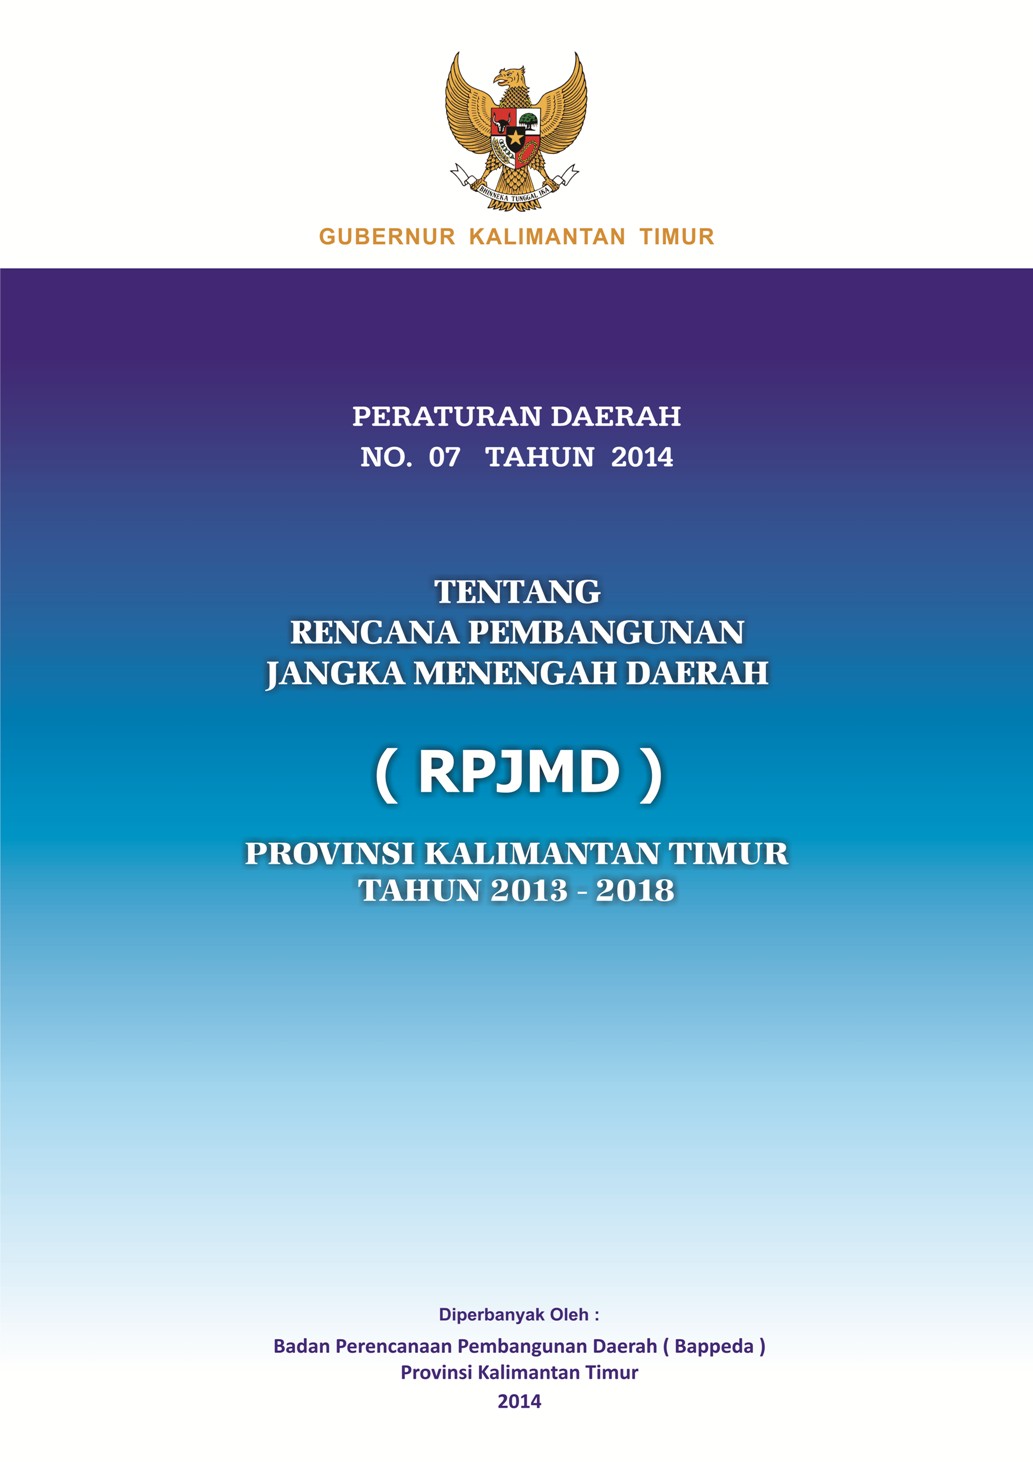 BHINNEKA TUNGGAL IKA
GUBERNUR KALIMANTAN TIMUR
PERATURAN DAERAH
NO. 07 TAHUN 2014
TENTANG
RENCANA PEMBANGUNAN
JANGKA MENENGAH DAERAH
( RPJMD )
PROVINSI KALIMANTAN TIMUR
TAHUN 2013 - 2018
Diperbanyak Oleh :
Badan Perencanaan Pembangunan Daerah ( Bappeda )
Provinsi Kalimantan Timur
2014